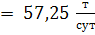 = 57,25 т/сут